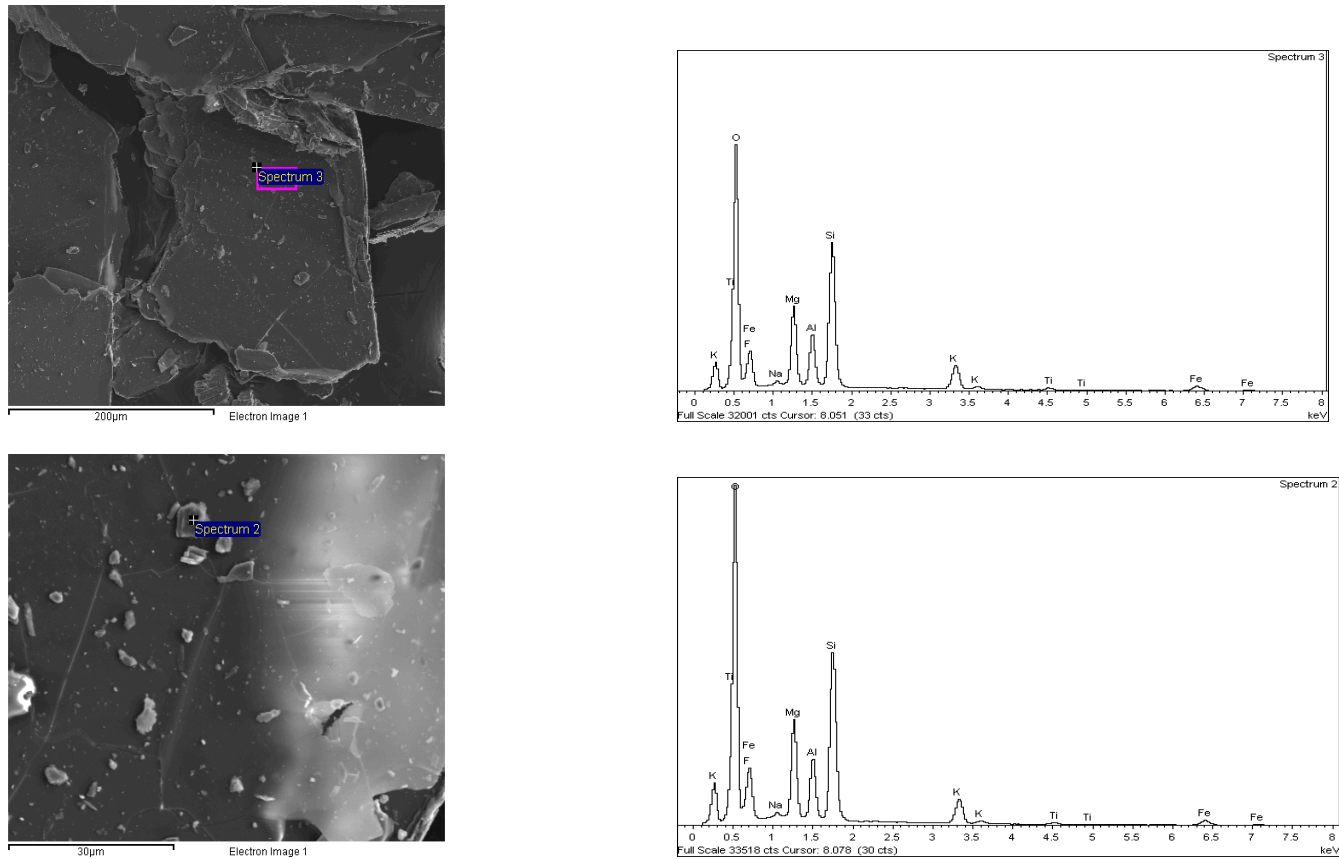 Spectrum 3
200µm
Electron Image 1
Spectrum 3
O
Si
Ti
Mg
Fe
Al
F
K
K
Na
K
Ti
Ti
Fe
Fe
0 0.5 1 1.5 2 2.5 3 3.5 4 4.5 5 5.5 6 6.5 7 7.5 8
Full Scale 32001 cts Cursor: 8.051 (33 cts)
keV
Spectrum 2
30µm
Electron Image 1
Spectrum 2
Si
Ti
Mg
Fe
Al
F
K
K
Na
K
Ti
Ti
Fe
Fe
0 0.5 1 1.5 2 2.5 3 3.5 4 4.5 5 5.5 6 6.5 7 7.5 8
Full Scale 33518 cts Cursor: 8.078 (30 cts)
keV